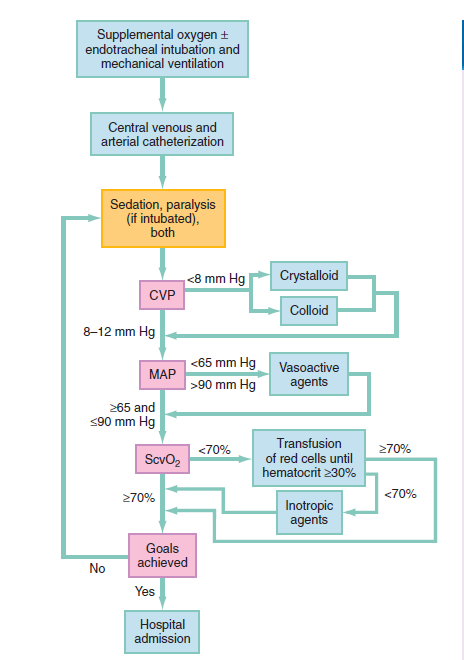 Supplemental oxygen ±
endotracheal intubation and
mechanical ventilation
Central venous and
arterial catheterization
Sedation, paralysis
(if intubated),
both
CVP
<8 mm Hg
Crystalloid
Colloid
8–12 mm Hg
MAP
<65 mm Hg
>90 mm Hg
Vasoactive
agents
≥65 and
≤90 mm Hg
ScvO₂
<70%
Transfusion
of red cells until
hematocrit ≥30%
≥70%
<70%
Inotropic
agents
≥70%
Goals
achieved
No
Yes
Hospital
admission